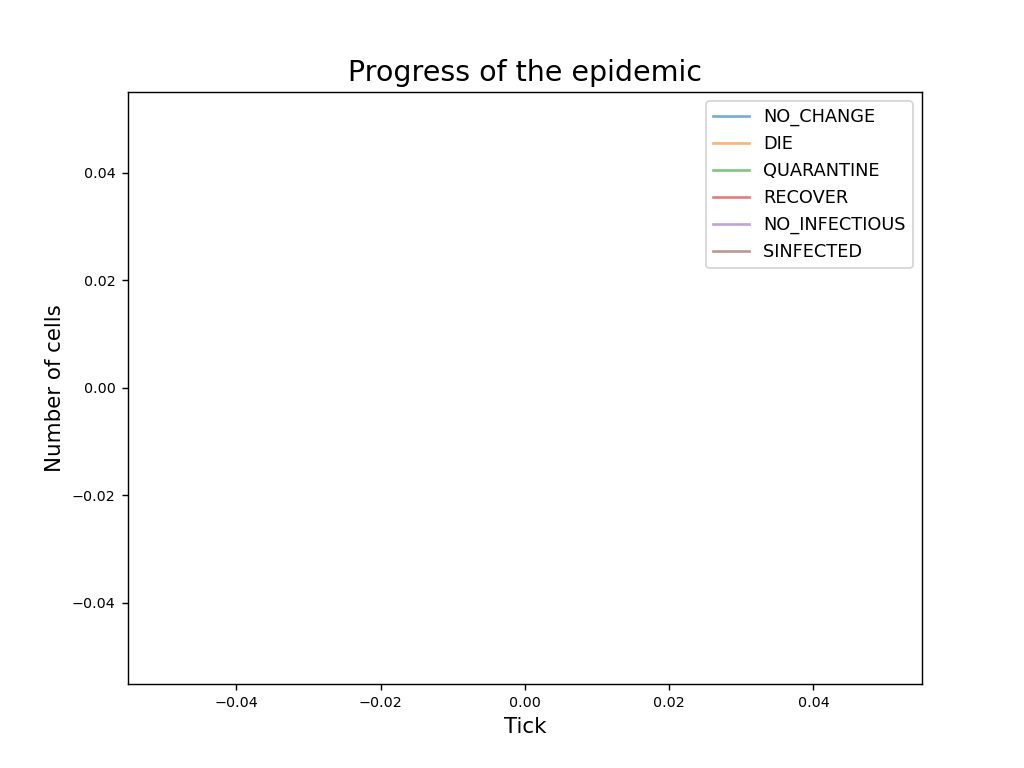 Progress of the epidemic
NO_CHANGE
DIE
QUARANTINE
RECOVER
NO_INFECTIOUS
SINFECTED
Number of cells
0.04
0.02
0.00
−0.02
−0.04
−0.04 −0.02 0.00 0.02 0.04
Tick